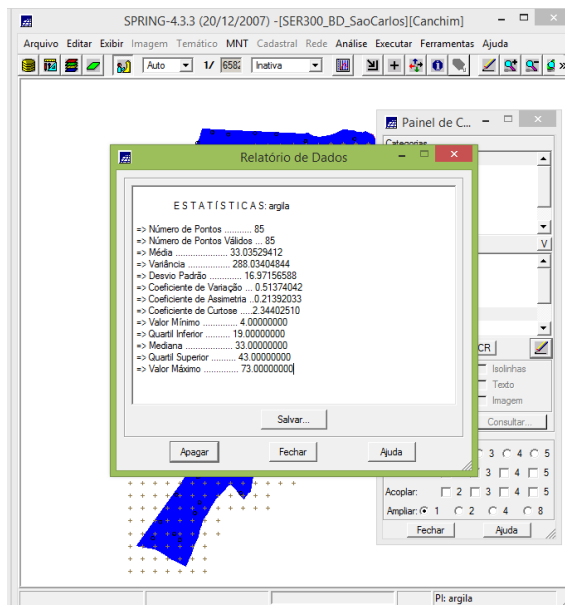 SPRING-4.3.3 (20/12/2007) -[SER300_BD_SaoCarlos][Canchim]
Arquivo Editar Exibir Imagem Temático MNT Cadastral Rede Análise Executar Ferramentas Ajuda
Auto 1/ 6582 Inativa
Painel de C...
Categorias
Relatório de Dados
E S T A T Í S T I C A S: argila
=> Número de Pontos ........... 85
=> Número de Pontos Válidos ... 85
=> Média .................... 33.03529412
=> Variância ................ 288.03404844
=> Desvio Padrão ............ 16.97156588
=> Coeficiente de Variação ... 0.51374042
=> Coeficiente de Assimetria ..0.21392033
=> Coeficiente de Curtose .....2.34402510
=> Valor Mínimo ............. 4.00000000
=> Quartil Inferior .......... 19.00000000
=> Mediana .................. 33.00000000
=> Quartil Superior ......... 43.00000000
=> Valor Máximo ............. 73.00000000
Salvar...
Apagar Fechar Ajuda
V
CR
Isolinhas
Texto
Imagem
Consultar...
3 4 5
3 4 5
Acoplar: 2 3 4 5
Ampliar: 1 2 4 8
Fechar Ajuda
PI: argila